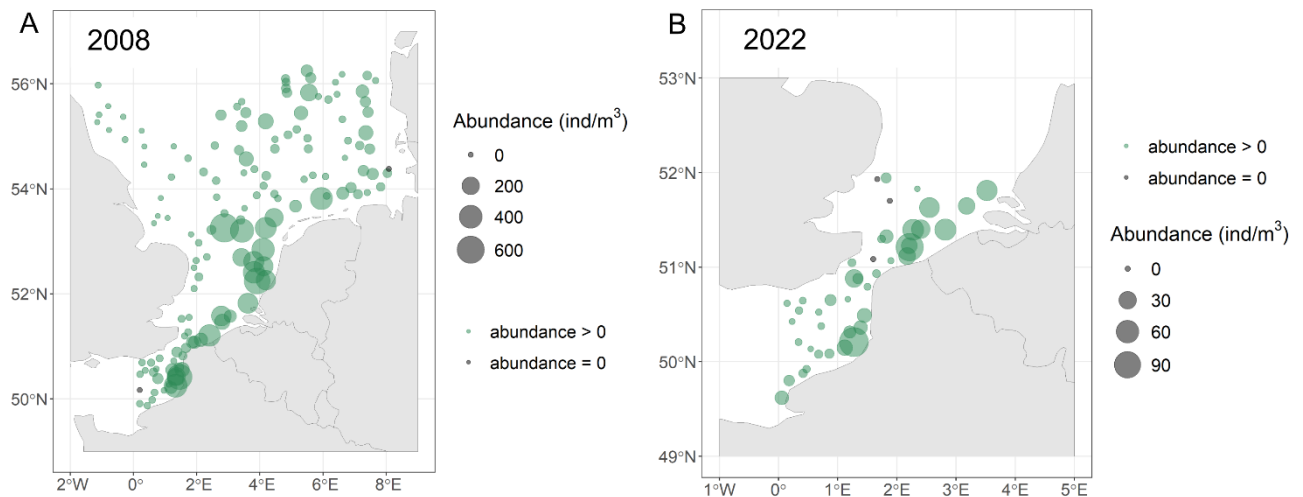 A
2008
56°N
54°N
52°N
50°N
2°W 0° 2°E 4°E 6°E 8°E
Abundance (ind/m³)
0
200
400
600
abundance > 0
abundance = 0
B
2022
53°N
52°N
51°N
50°N
49°N
1°W 0° 1°E 2°E 3°E 4°E 5°E
abundance > 0
abundance = 0
Abundance (ind/m³)
0
30
60
90